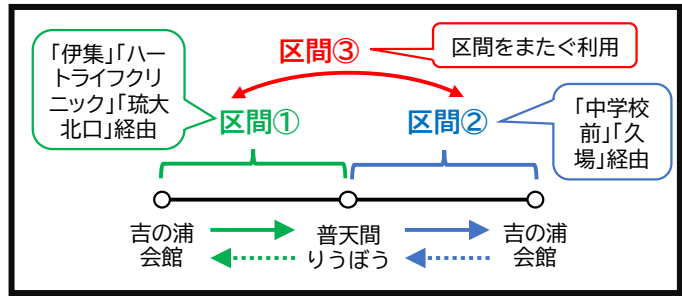 「伊集」「ハー
トライフクリ
ニック」「琉大
北口」経由
区間③
区間をまたぐ利用
区間①
区間②
「中学校
前」「久
場」経由
吉の浦
会館
普天間
りうぼう
吉の浦
会館